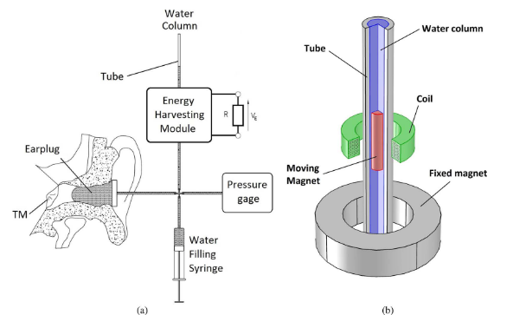 Water
Column
Tube
Energy
Harvesting
Module
R
V_R
Earplug
TM
Pressure
gage
Water
Filling
Syringe
(a)
Water column
Tube
Coil
Moving
Magnet
Fixed magnet
(b)